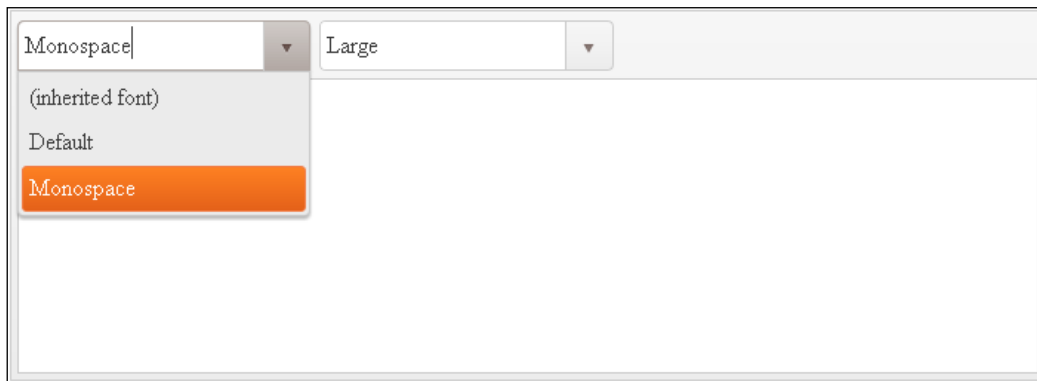 Monospace
Large
(inherited font)
Default
Monospace